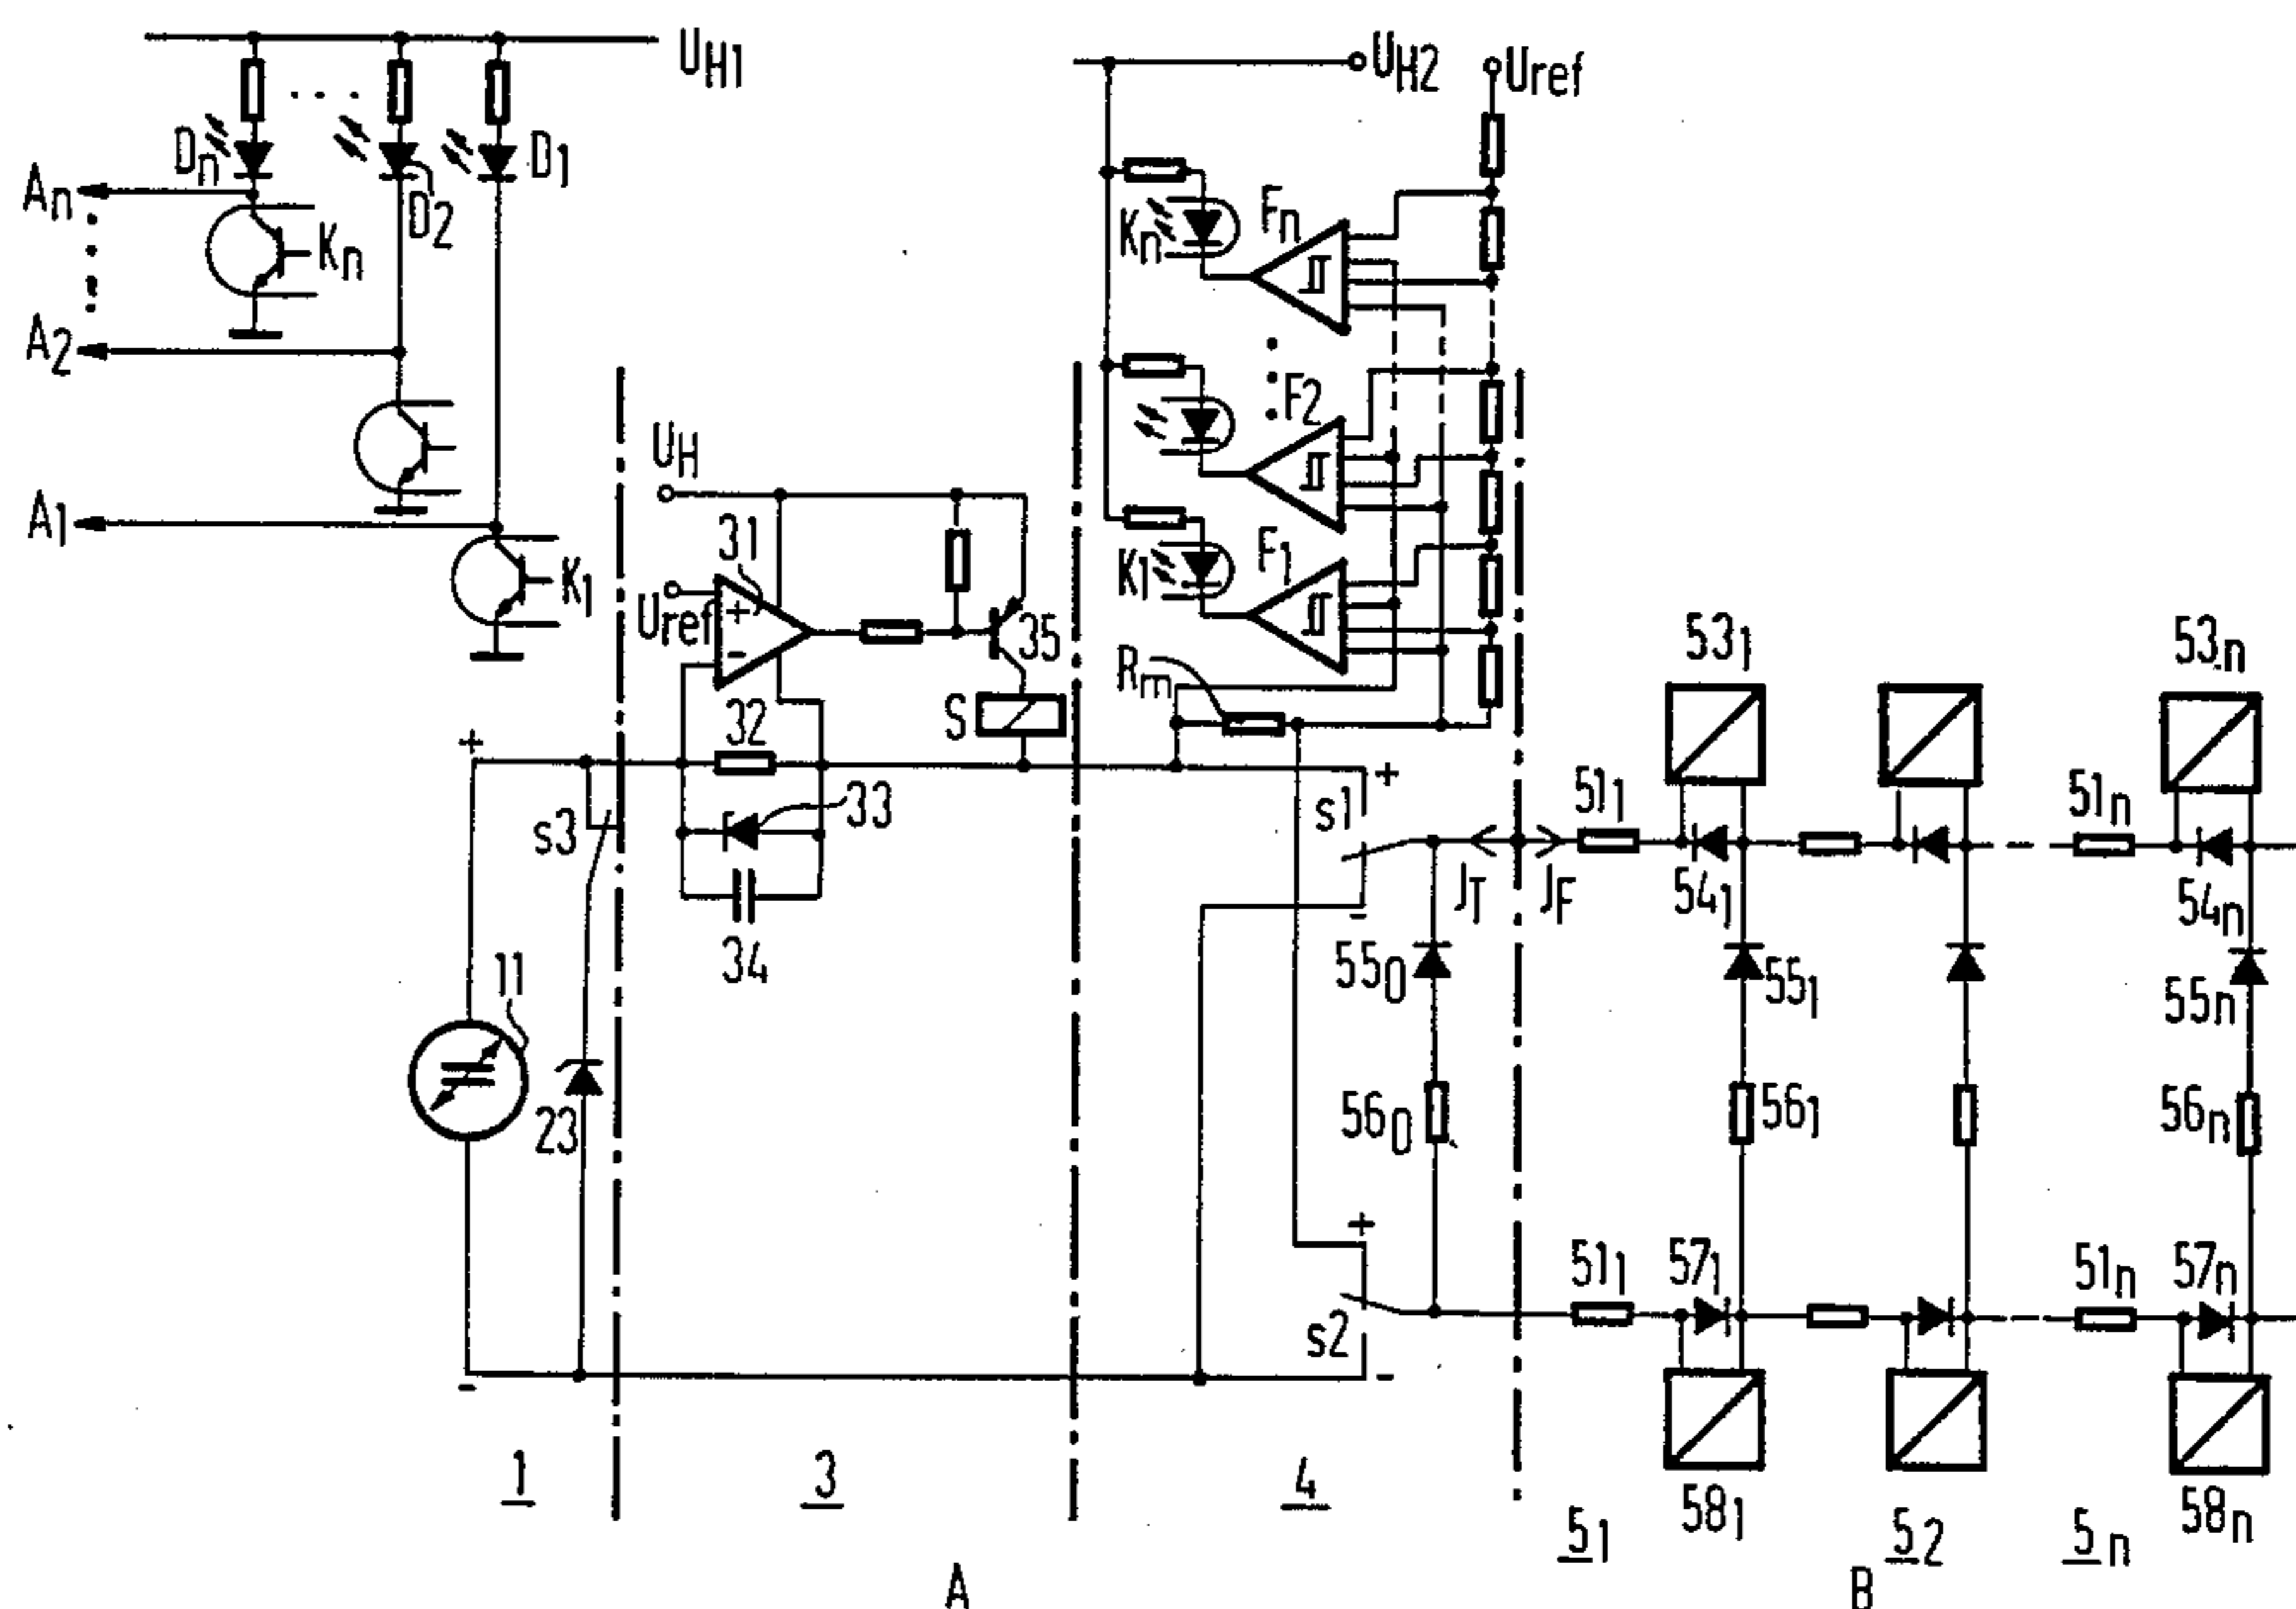 UH1
UH2
Uref
Dn
D1
An
D2
Kn
Kn
Fn
A2
F2
UH
A1
31
K1
K1
F1
Uref
35
Rm
531
53n
+
-
S
32
+
+
s3
33
s1
511
51n
34
JT
JF
541
54n
-
550
551
55n
11
23
560
561
56n
+
511
571
51n
57n
s2
-
-
581
58n
1
3
4
51
52
5n
A
B